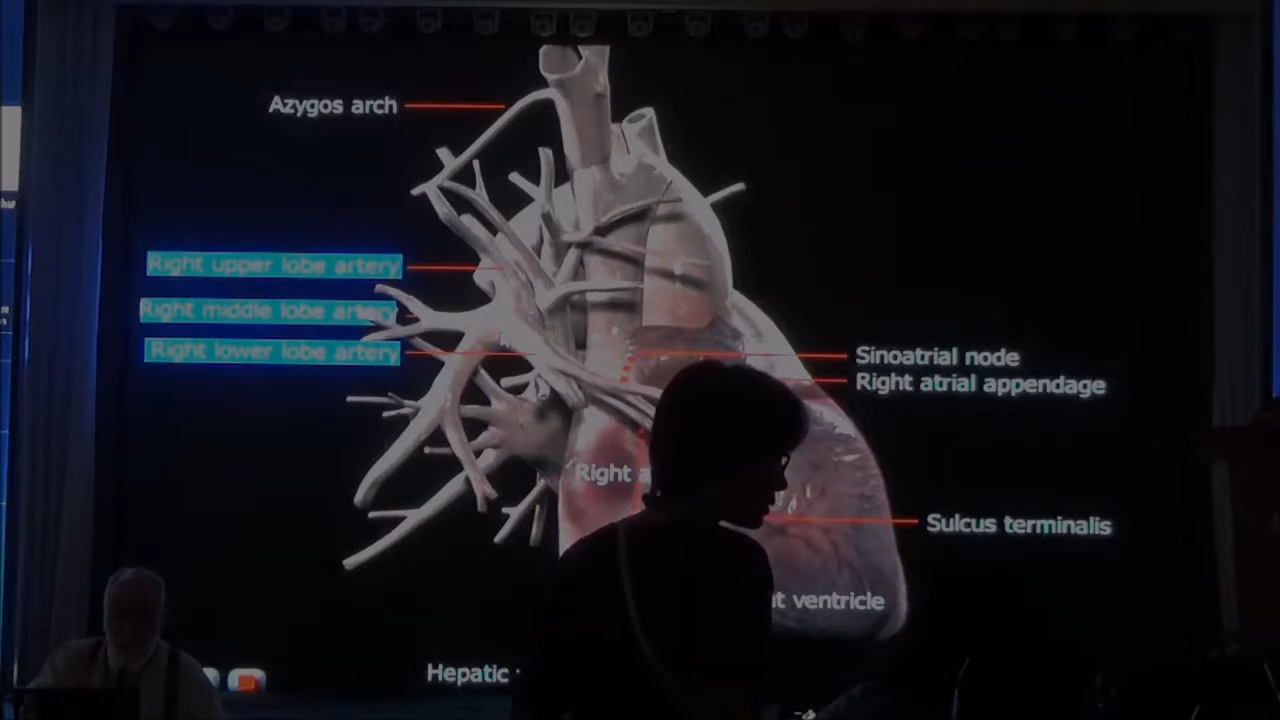 Azygos arch
Right upper lobe artery
Right middle lobe artery
Right lower lobe artery
Sinoatrial node
Right atrial appendage
Right a
Sulcus terminalis
t ventricle
Hepatic